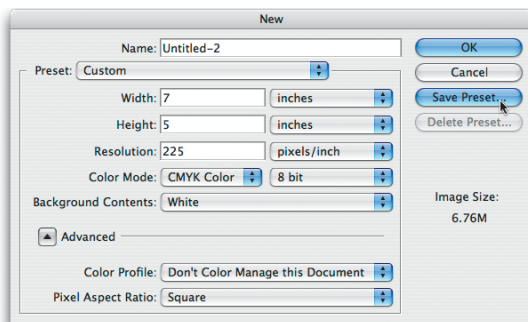 New
Name: Untitled-2
OK
Preset: Custom
Cancel
Width: 7 inches
Save Preset...
Height: 5 inches
Delete Preset...
Resolution: 225 pixels/inch
Color Mode: CMYK Color 8 bit
Background Contents: White
Image Size:
6.76M
Advanced
Color Profile: Don't Color Manage this Document
Pixel Aspect Ratio: Square